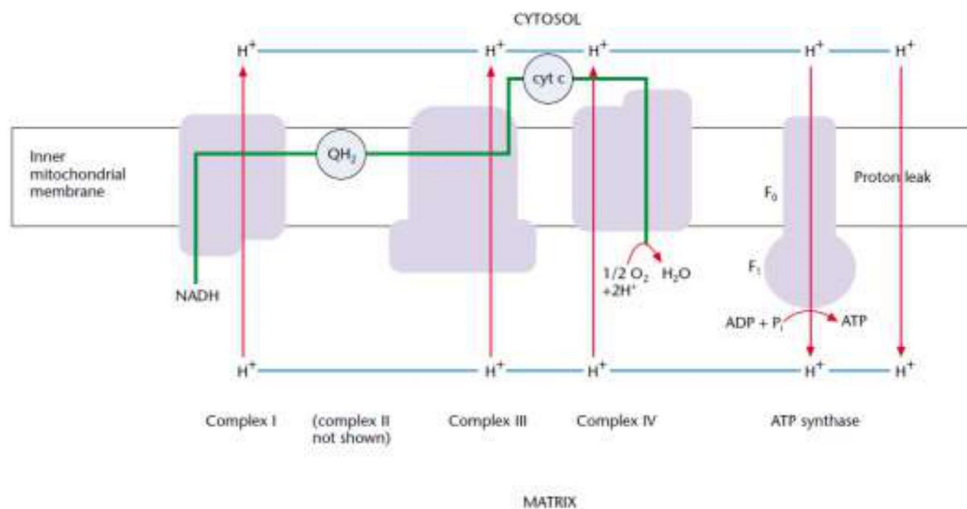 CYTOSOL
H⁺ H⁺ H⁺ H⁺ H⁺
cyt c
Inner
mitochondrial
membrane
QH₂
Proton leak
F₀
F₁
NADH
1/2 O₂ H₂O
+2H⁺
ADP + Pᵢ ATP
H⁺ H⁺ H⁺ H⁺ H⁺
Complex I (complex II Complex III Complex IV ATP synthase
not shown)
MATRIX